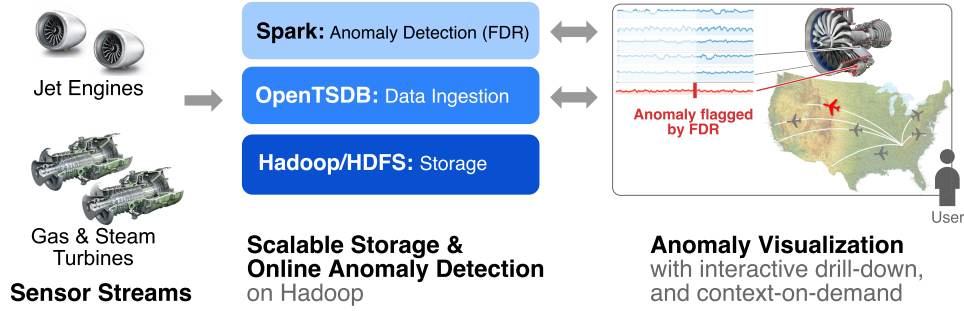 Jet Engines
Gas & Steam
Turbines
Sensor Streams
Spark: Anomaly Detection (FDR)
OpenTSDB: Data Ingestion
Hadoop/HDFS: Storage
Scalable Storage &
Online Anomaly Detection
on Hadoop
Anomaly flagged
by FDR
User
Anomaly Visualization
with interactive drill-down,
and context-on-demand